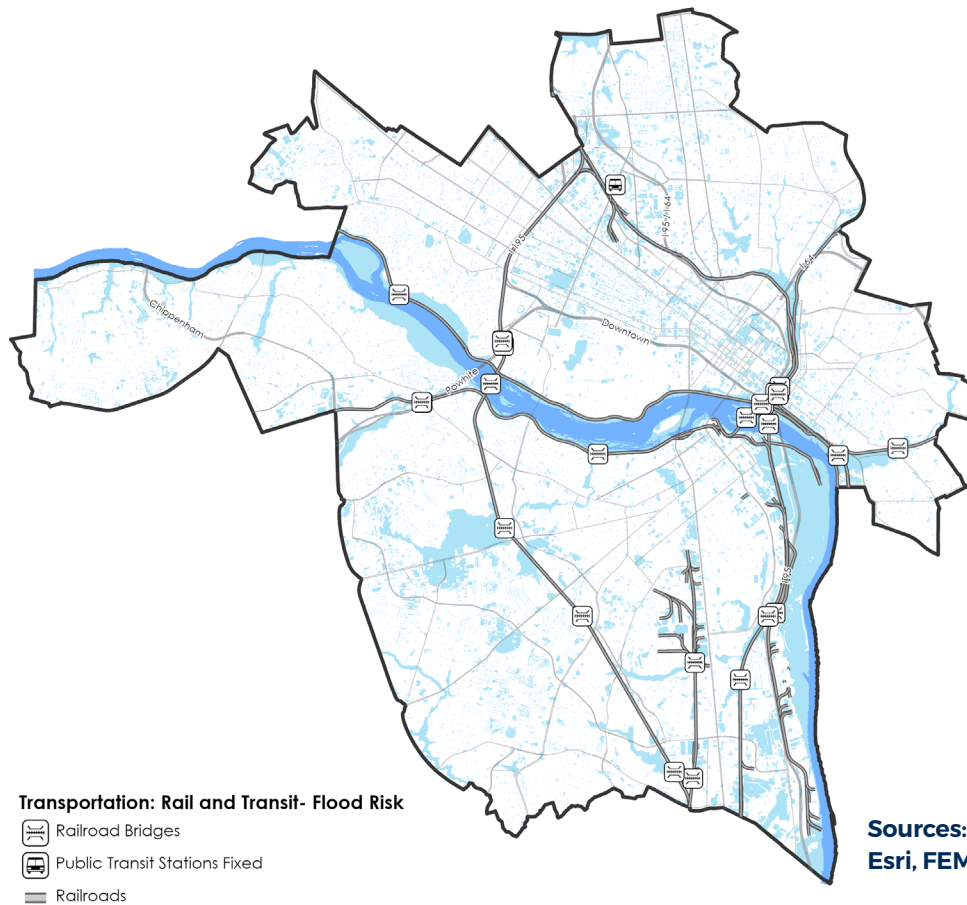 I-95
I-95 / I-64
I-64
Chippenham
Downtown
Powhite
I-95
Transportation: Rail and Transit- Flood Risk
Railroad Bridges
Public Transit Stations Fixed
Railroads
Sources:
Esri, FEM